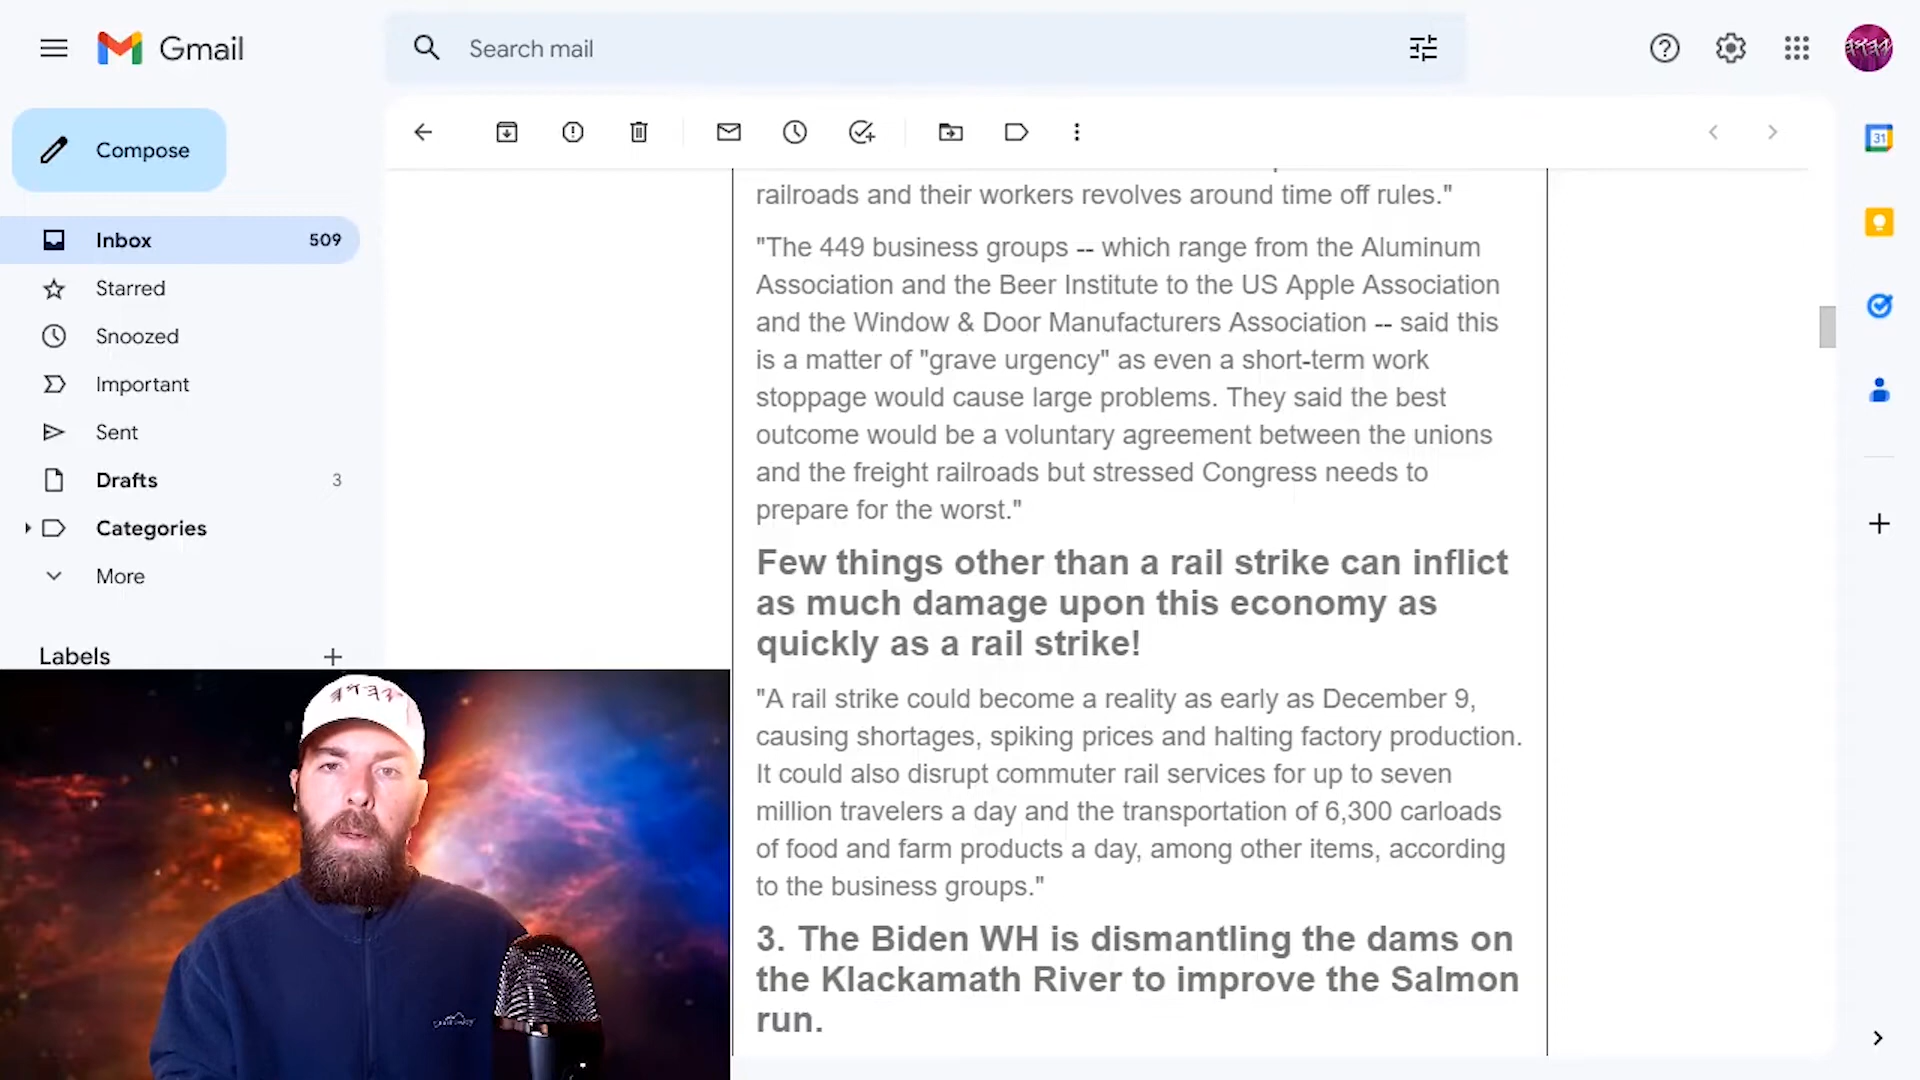 Gmail
Search mail
Compose
Inbox 509
Starred
Snoozed
Important
Sent
Drafts 3
Categories
More
Labels
railroads and their workers revolves around time off rules."
"The 449 business groups -- which range from the Aluminum
Association and the Beer Institute to the US Apple Association
and the Window & Door Manufacturers Association -- said this
is a matter of "grave urgency" as even a short-term work
stoppage would cause large problems. They said the best
outcome would be a voluntary agreement between the unions
and the freight railroads but stressed Congress needs to
prepare for the worst."
Few things other than a rail strike can inflict
as much damage upon this economy as
quickly as a rail strike!
"A rail strike could become a reality as early as December 9,
causing shortages, spiking prices and halting factory production.
It could also disrupt commuter rail services for up to seven
million travelers a day and the transportation of 6,300 carloads
of food and farm products a day, among other items, according
to the business groups."
3. The Biden WH is dismantling the dams on
the Klackamath River to improve the Salmon
run.
31